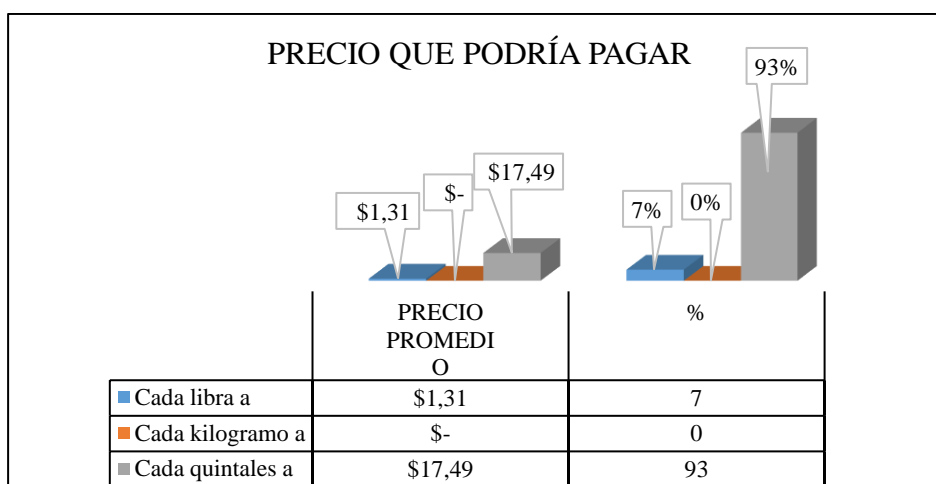 PRECIO QUE PODRÍA PAGAR
93%
$17,49
$-
$1,31
0%
7%
PRECIO
PROMEDI
O
%
Cada libra a $1,31 7
Cada kilogramo a $- 0
Cada quintales a $17,49 93